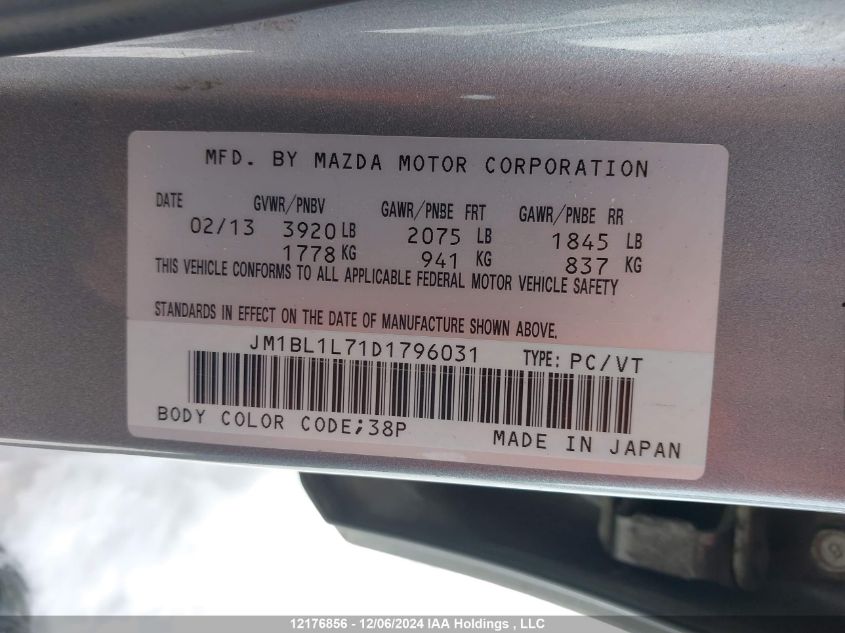 MFD. BY MAZDA MOTOR CORPORATION
DATE GVWR/PNBV GAWR/PNBE FRT GAWR/PNBE RR
02/13 3920 LB 2075 LB 1845 LB
1778 KG 941 KG 837 KG
THIS VEHICLE CONFORMS TO ALL APPLICABLE FEDERAL MOTOR VEHICLE SAFETY
STANDARDS IN EFFECT ON THE DATE OF MANUFACTURE SHOWN ABOVE.
JM1BL1L71D1796031 TYPE: PC/VT
BODY COLOR CODE;38P MADE IN JAPAN
12176856 - 12/06/2024 IAA Holdings , LLC